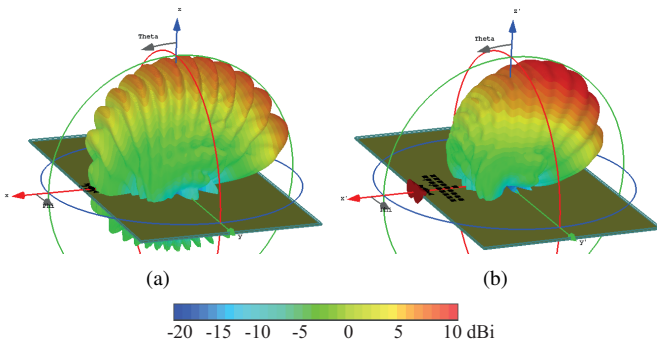 z
Theta
x
Phi
y
(a)
z'
Theta
x'
Phi
y'
(b)
-20 -15 -10 -5 0 5 10 dBi